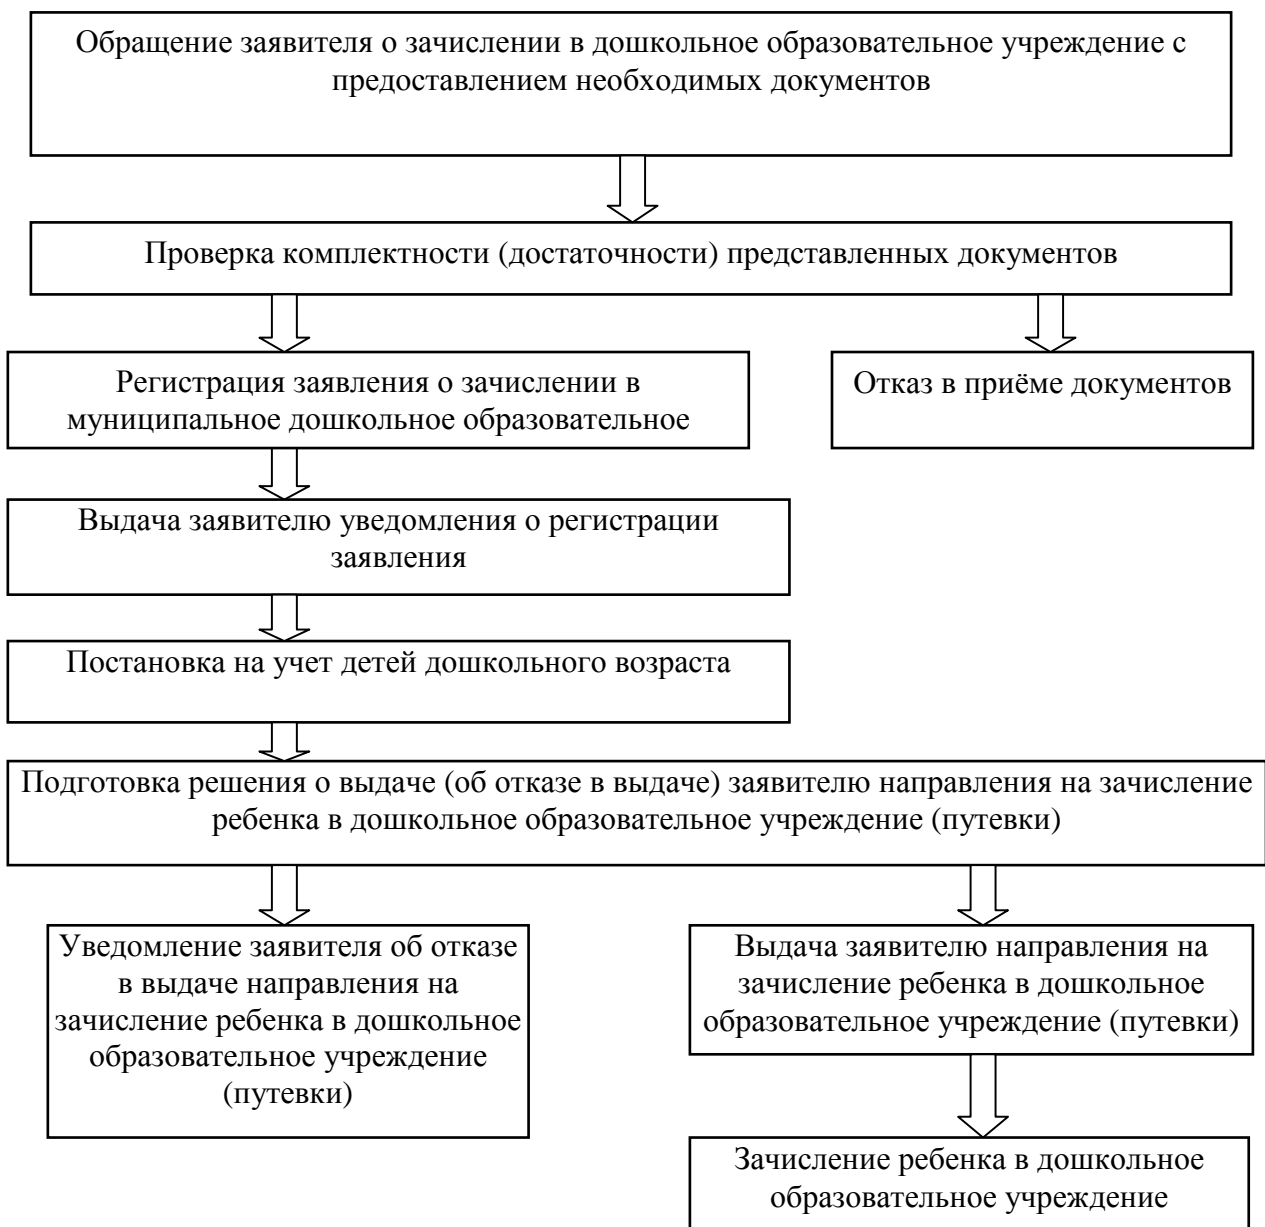 Обращение заявителя о зачислении в дошкольное образовательное учреждение с
предоставлением необходимых документов
Проверка комплектности (достаточности) представленных документов
Регистрация заявления о зачислении в
муниципальное дошкольное образовательное
Отказ в приёме документов
Выдача заявителю уведомления о регистрации
заявления
Постановка на учет детей дошкольного возраста
Подготовка решения о выдаче (об отказе в выдаче) заявителю направления на зачисление
ребенка в дошкольное образовательное учреждение (путевки)
Уведомление заявителя об отказе
в выдаче направления на
зачисление ребенка в дошкольное
образовательное учреждение
(путевки)
Выдача заявителю направления на
зачисление ребенка в дошкольное
образовательное учреждение (путевки)
Зачисление ребенка в дошкольное
образовательное учреждение